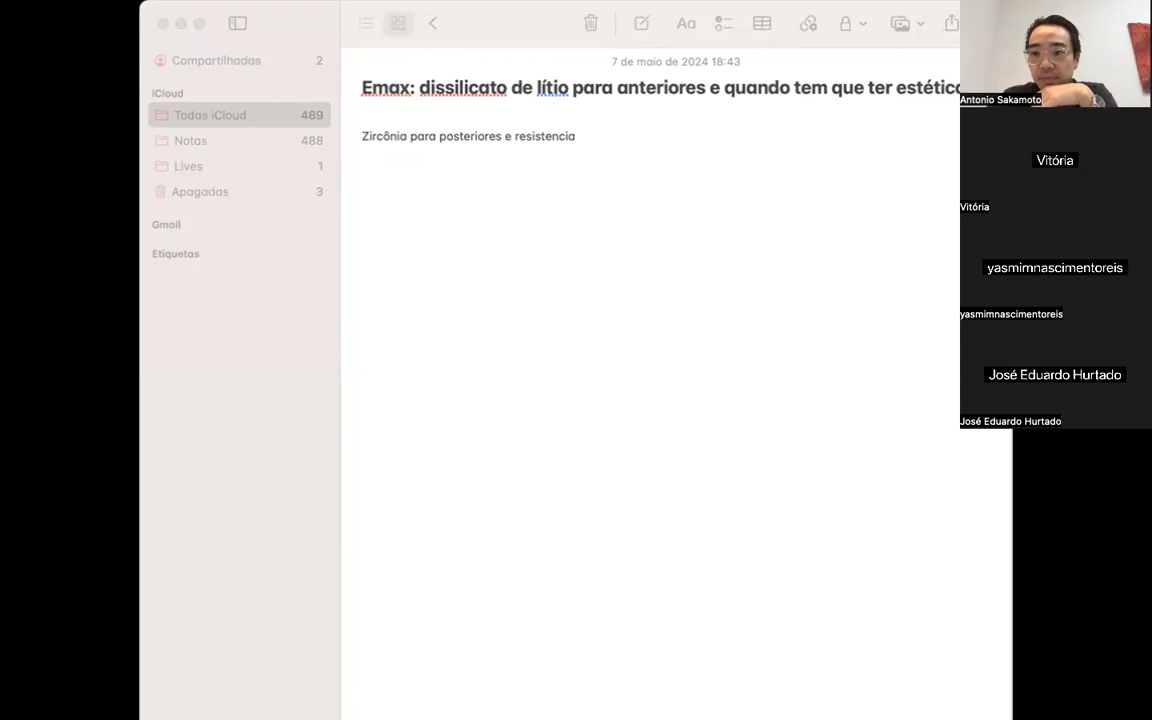 Compartilhadas 2
iCloud
Todas iCloud 489
Notas 488
Lives 1
Apagadas 3
Gmail
Etiquetas
Aa
7 de maio de 2024 18:43
Emax: dissilicato de lítio para anteriores e quando tem que ter estética
Zircônia para posteriores e resistencia
Antonio Sakamoto
Vitória
Vitória
yasmimnascimentoreis
yasmimnascimentoreis
José Eduardo Hurtado
José Eduardo Hurtado